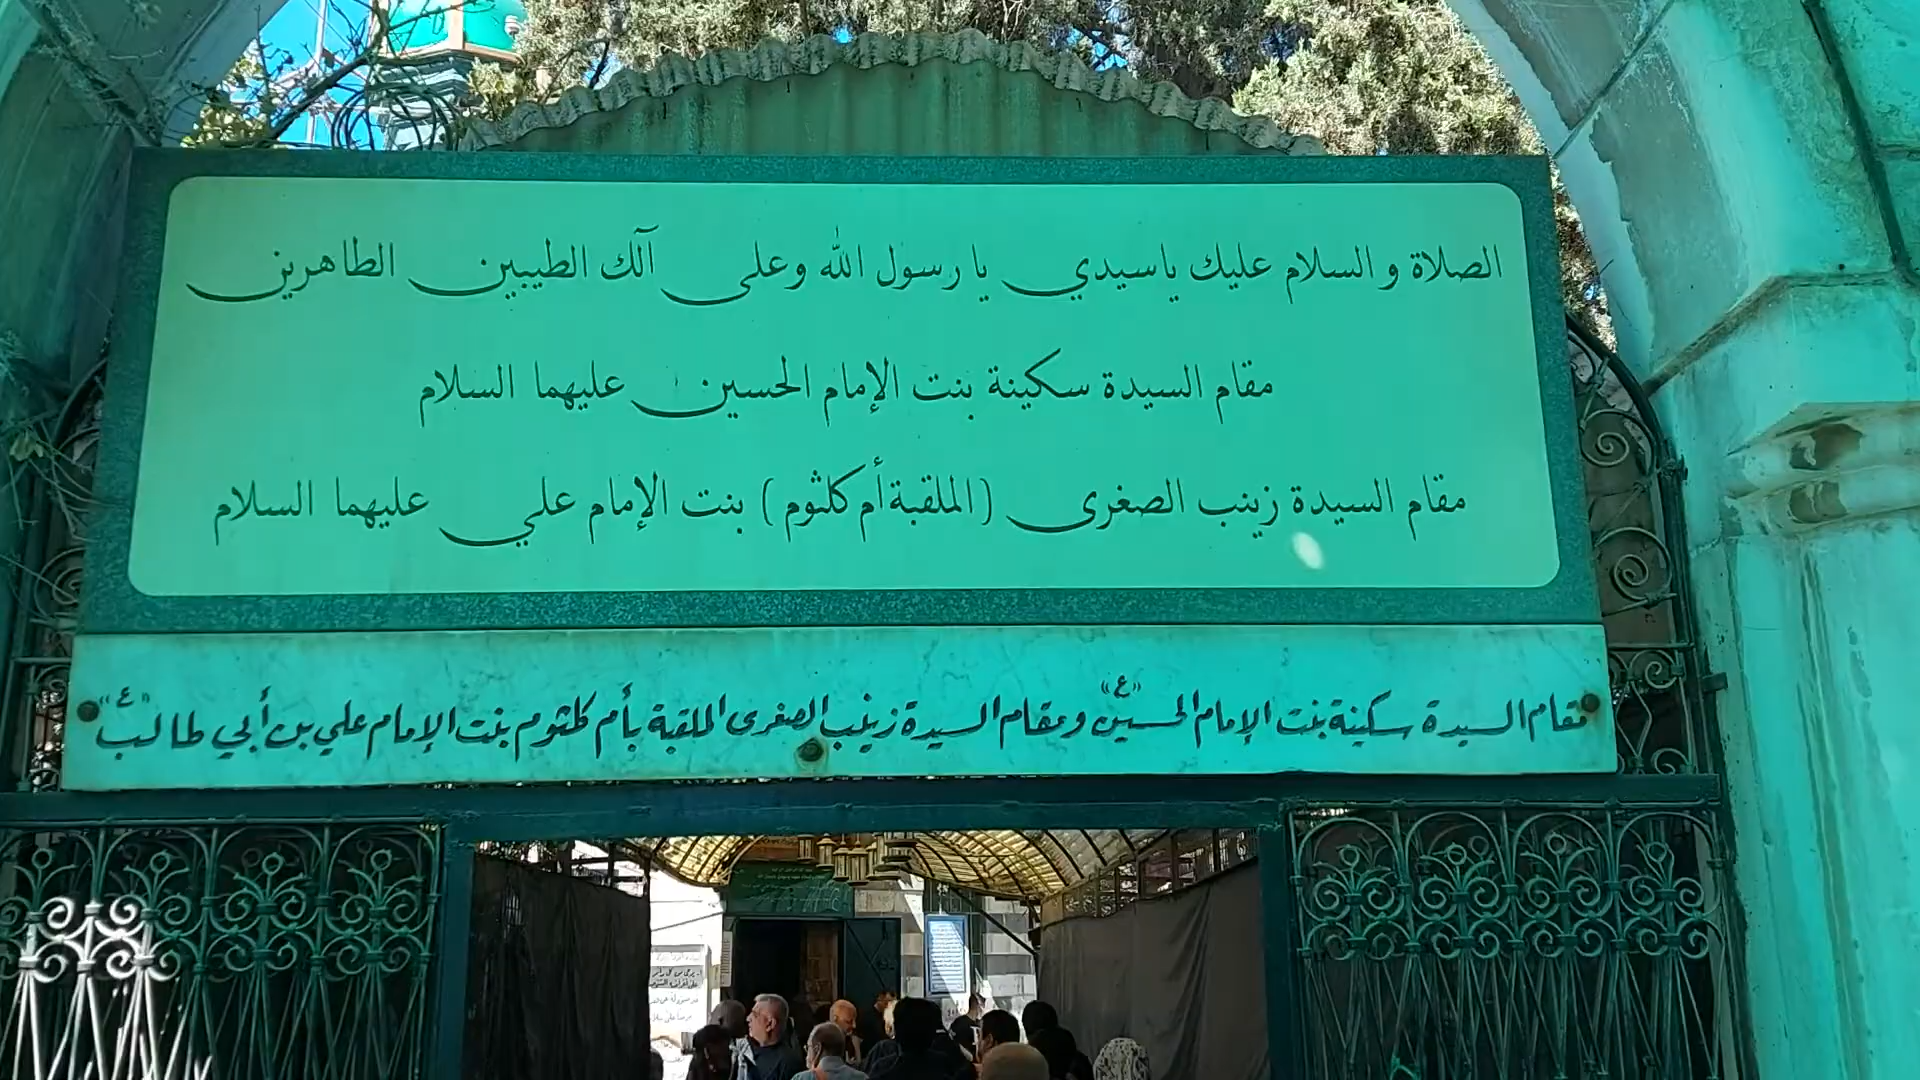 الصلاة و السلام عليك ياسيدي يا رسول الله وعلى آلك الطيبين الطاهرين
مقام السيدة سكينة بنت الإمام الحسين عليهما السلام
مقام السيدة زينب الصغرى (الملقبة أم كلثوم) بنت الإمام علي عليهما السلام
مقام السيدة سكينة بنت الإمام الحسين "ع" ومقام السيدة زينب الصغرى الملقبة بأم كلثوم بنت الإمام علي بن أبي طالب "ع"